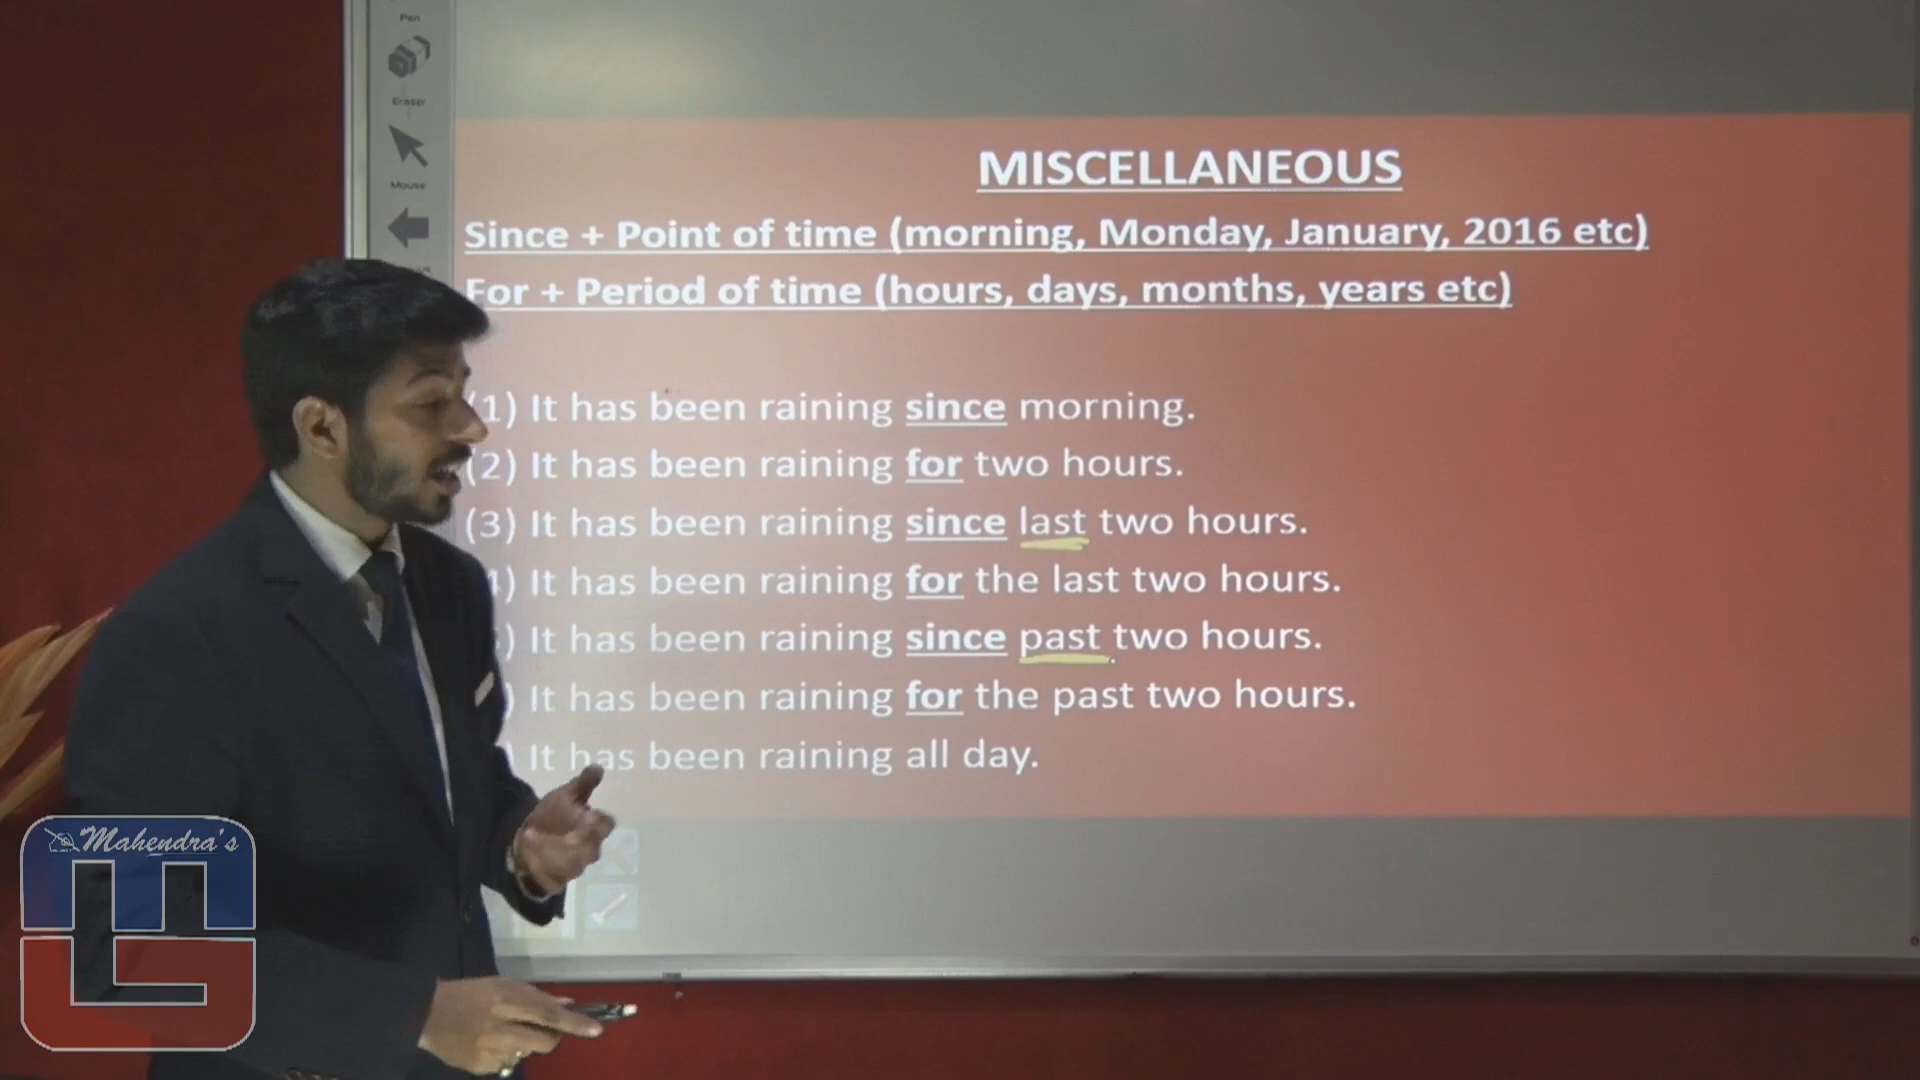 Pen
Eraser
Mouse
MISCELLANEOUS
Since + Point of time (morning, Monday, January, 2016 etc)
For + Period of time (hours, days, months, years etc)
(1) It has been raining since morning.
(2) It has been raining for two hours.
(3) It has been raining since last two hours.
) It has been raining for the last two hours.
) It has been raining since past two hours.
) It has been raining for the past two hours.
It has been raining all day.
Mahendra's